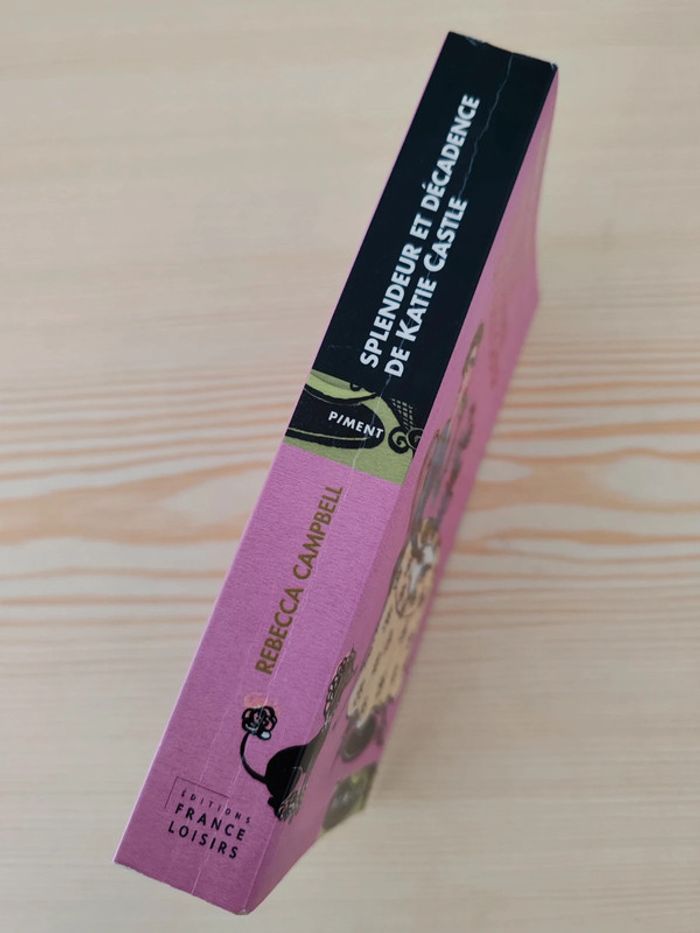 SPLENDEUR ET DÉCADENCE
DE KATIE CASTLE
PIMENT
REBECCA CAMPBELL
ÉDITIONS
FRANCE
LOISIRS